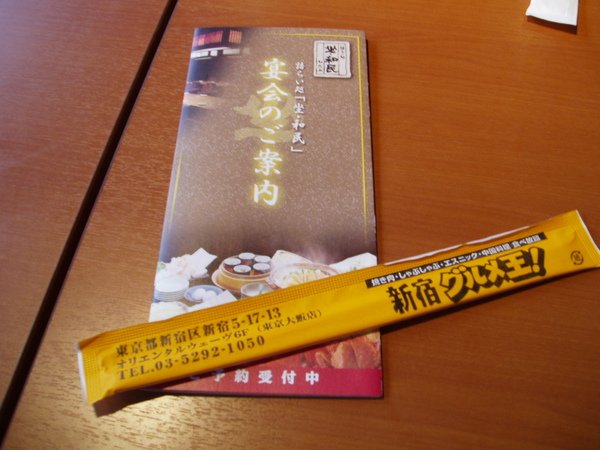 坐・和民
語らい処「坐・和民」
宴会のご案内
予約受付中
焼き肉・しゃぶしゃぶ・エスニック・中国料理 食べ放題
新宿グルメ王!
東京都新宿区新宿5-17-13
オリエンタルウェーヴ6F（東京大飯店）
TEL.03-5292-1050